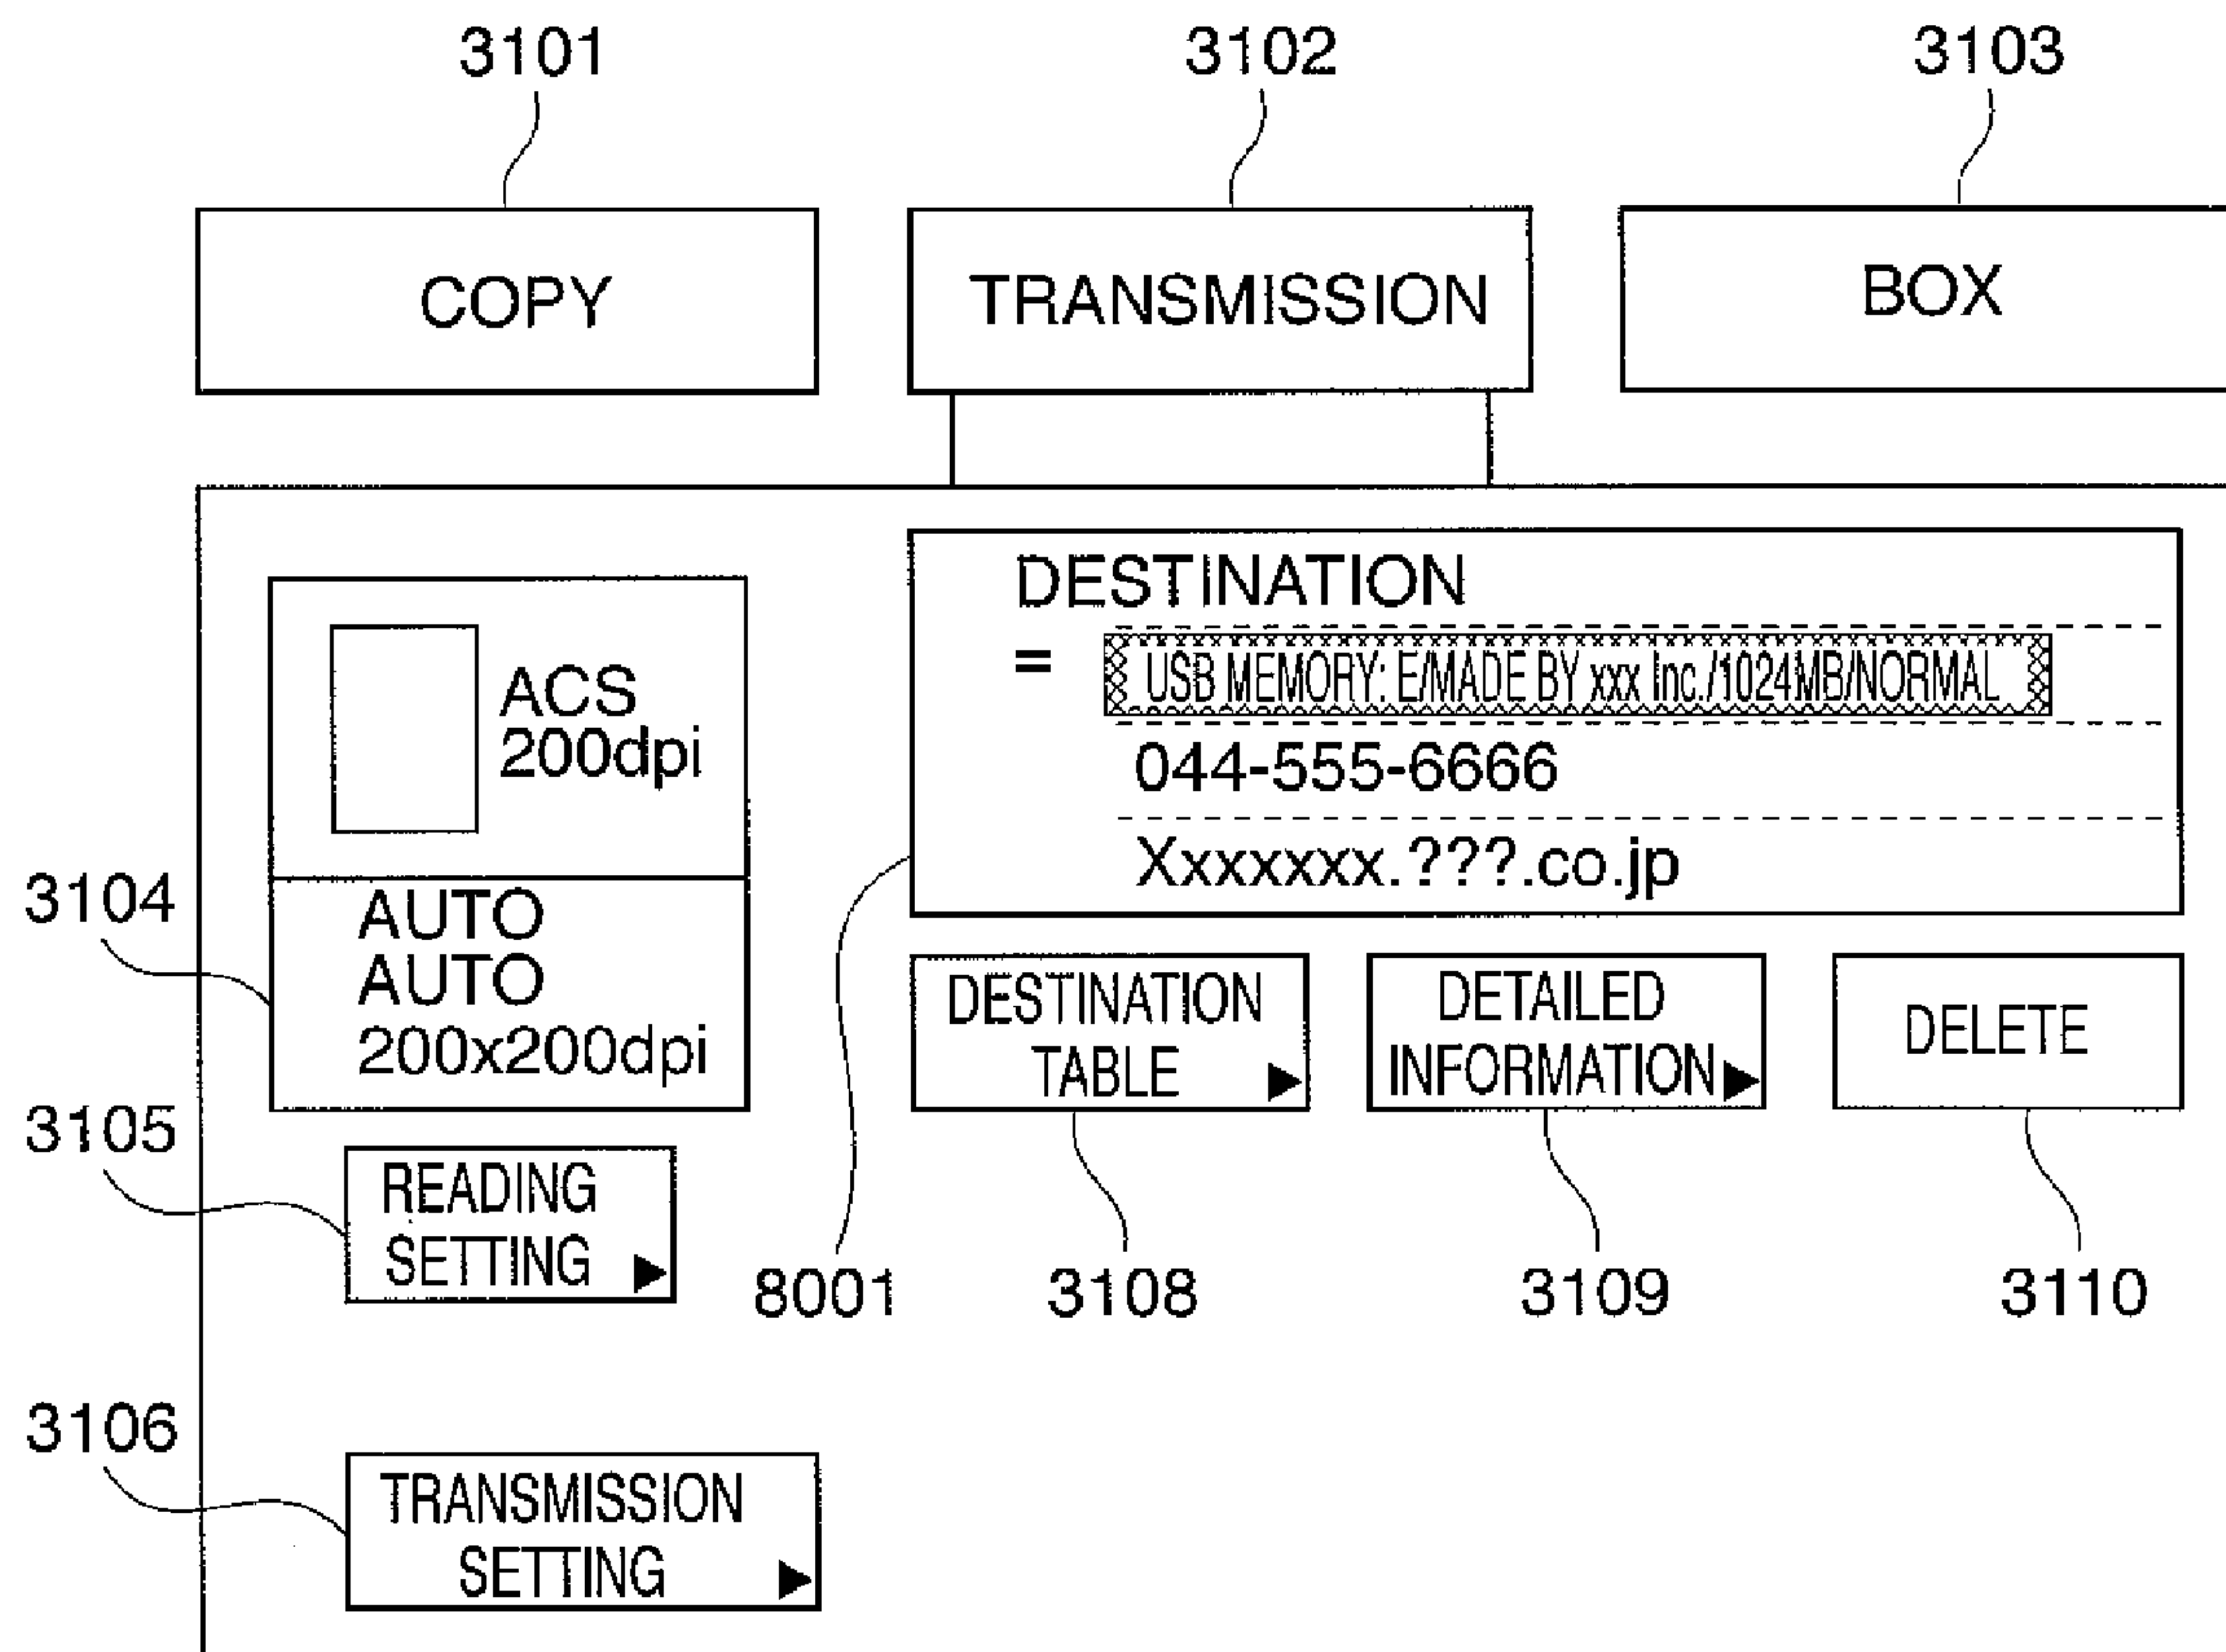 3101
3102
3103
COPY
TRANSMISSION
BOX
ACS
200dpi
AUTO
AUTO
200x200dpi
3104
DESTINATION
= USB MEMORY: E/MADE BY xxx Inc./1024MB/NORMAL
044-555-6666
Xxxxxxx.???.co.jp
DESTINATION
TABLE ▶
DETAILED
INFORMATION ▶
DELETE
3105
READING
SETTING ▶
8001
3108
3109
3110
3106
TRANSMISSION
SETTING ▶